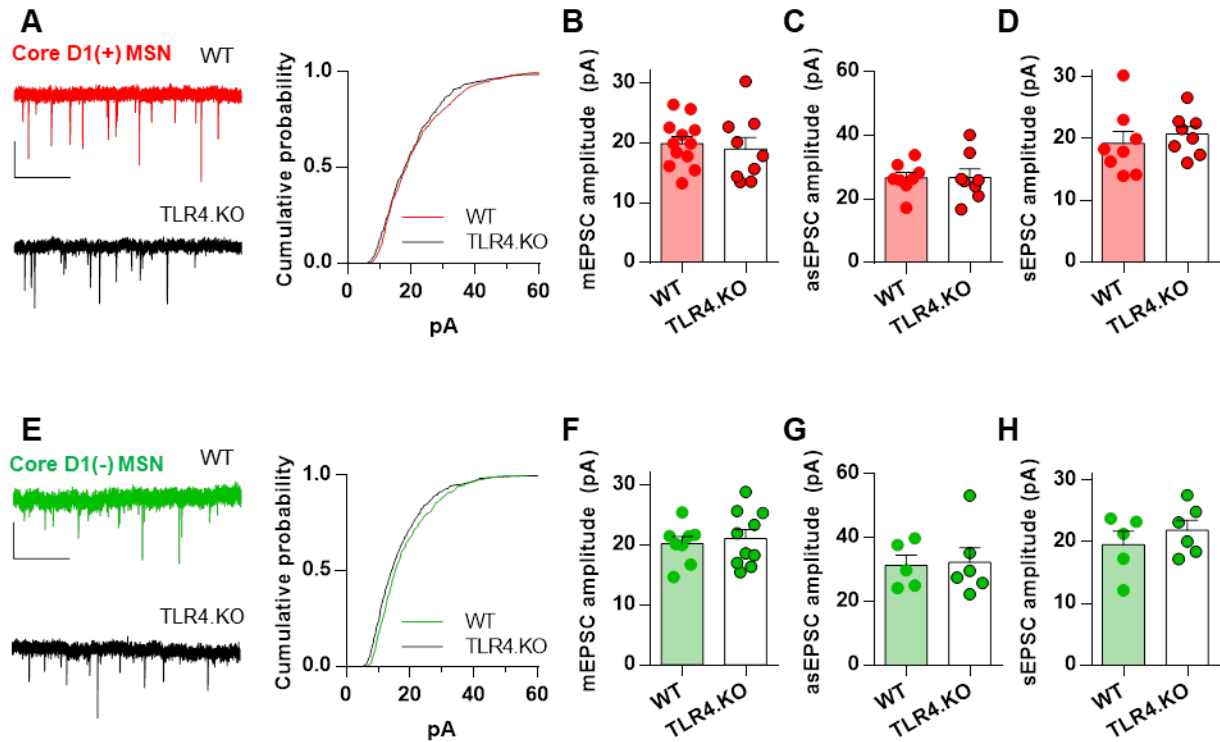 A
Core D1(+) MSN
WT
TLR4.KO
Cumulative probability
1.0
0.5
0.0
0
20
40
60
pA
WT
TLR4.KO
B
mEPSC amplitude (pA)
30
20
10
0
WT
TLR4.KO
C
asEPSC amplitude (pA)
60
40
20
0
WT
TLR4.KO
D
sEPSC amplitude (pA)
30
20
10
0
WT
TLR4.KO
E
Core D1(-) MSN
WT
TLR4.KO
Cumulative probability
1.0
0.5
0.0
0
20
40
60
pA
WT
TLR4.KO
F
mEPSC amplitude (pA)
30
20
10
0
WT
TLR4.KO
G
asEPSC amplitude (pA)
60
40
20
0
WT
TLR4.KO
H
sEPSC amplitude (pA)
30
20
10
0
WT
TLR4.KO